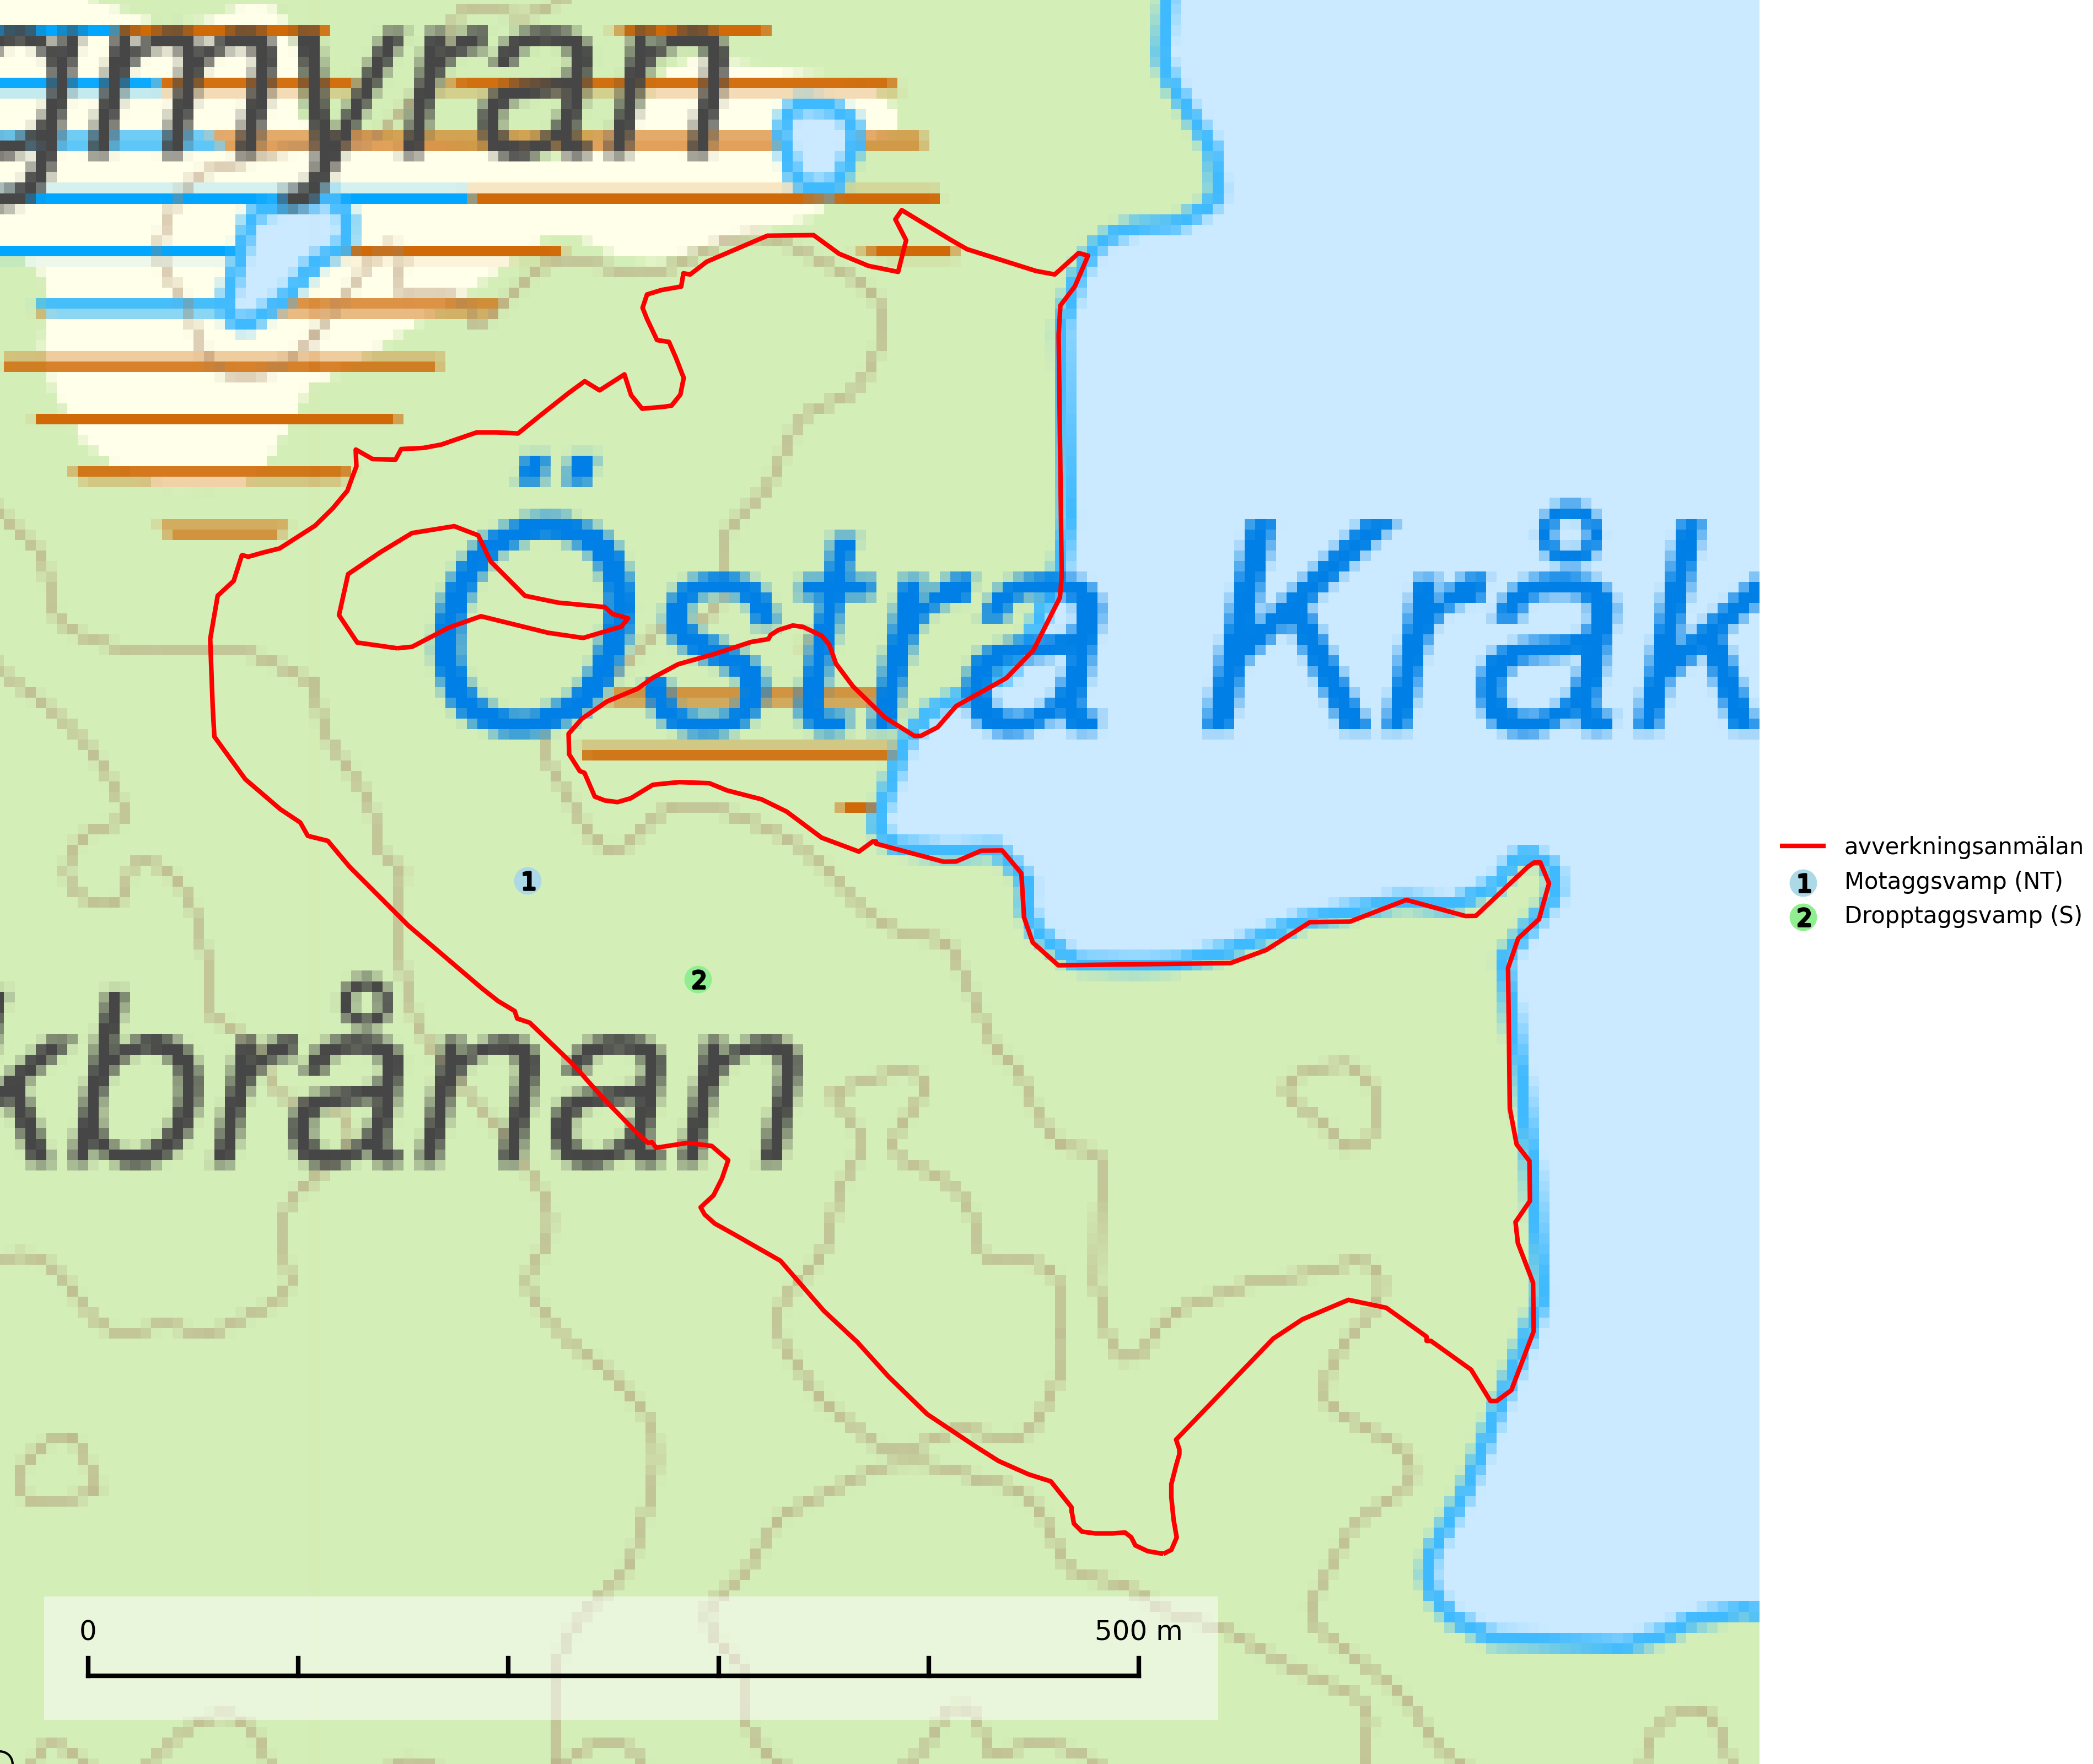 gmyran
Östra Kråk
avverkningsanmälan
1 Motaggsvamp (NT)
2 Dropptaggsvamp (S)
1
2
kbrånan
0 500 m